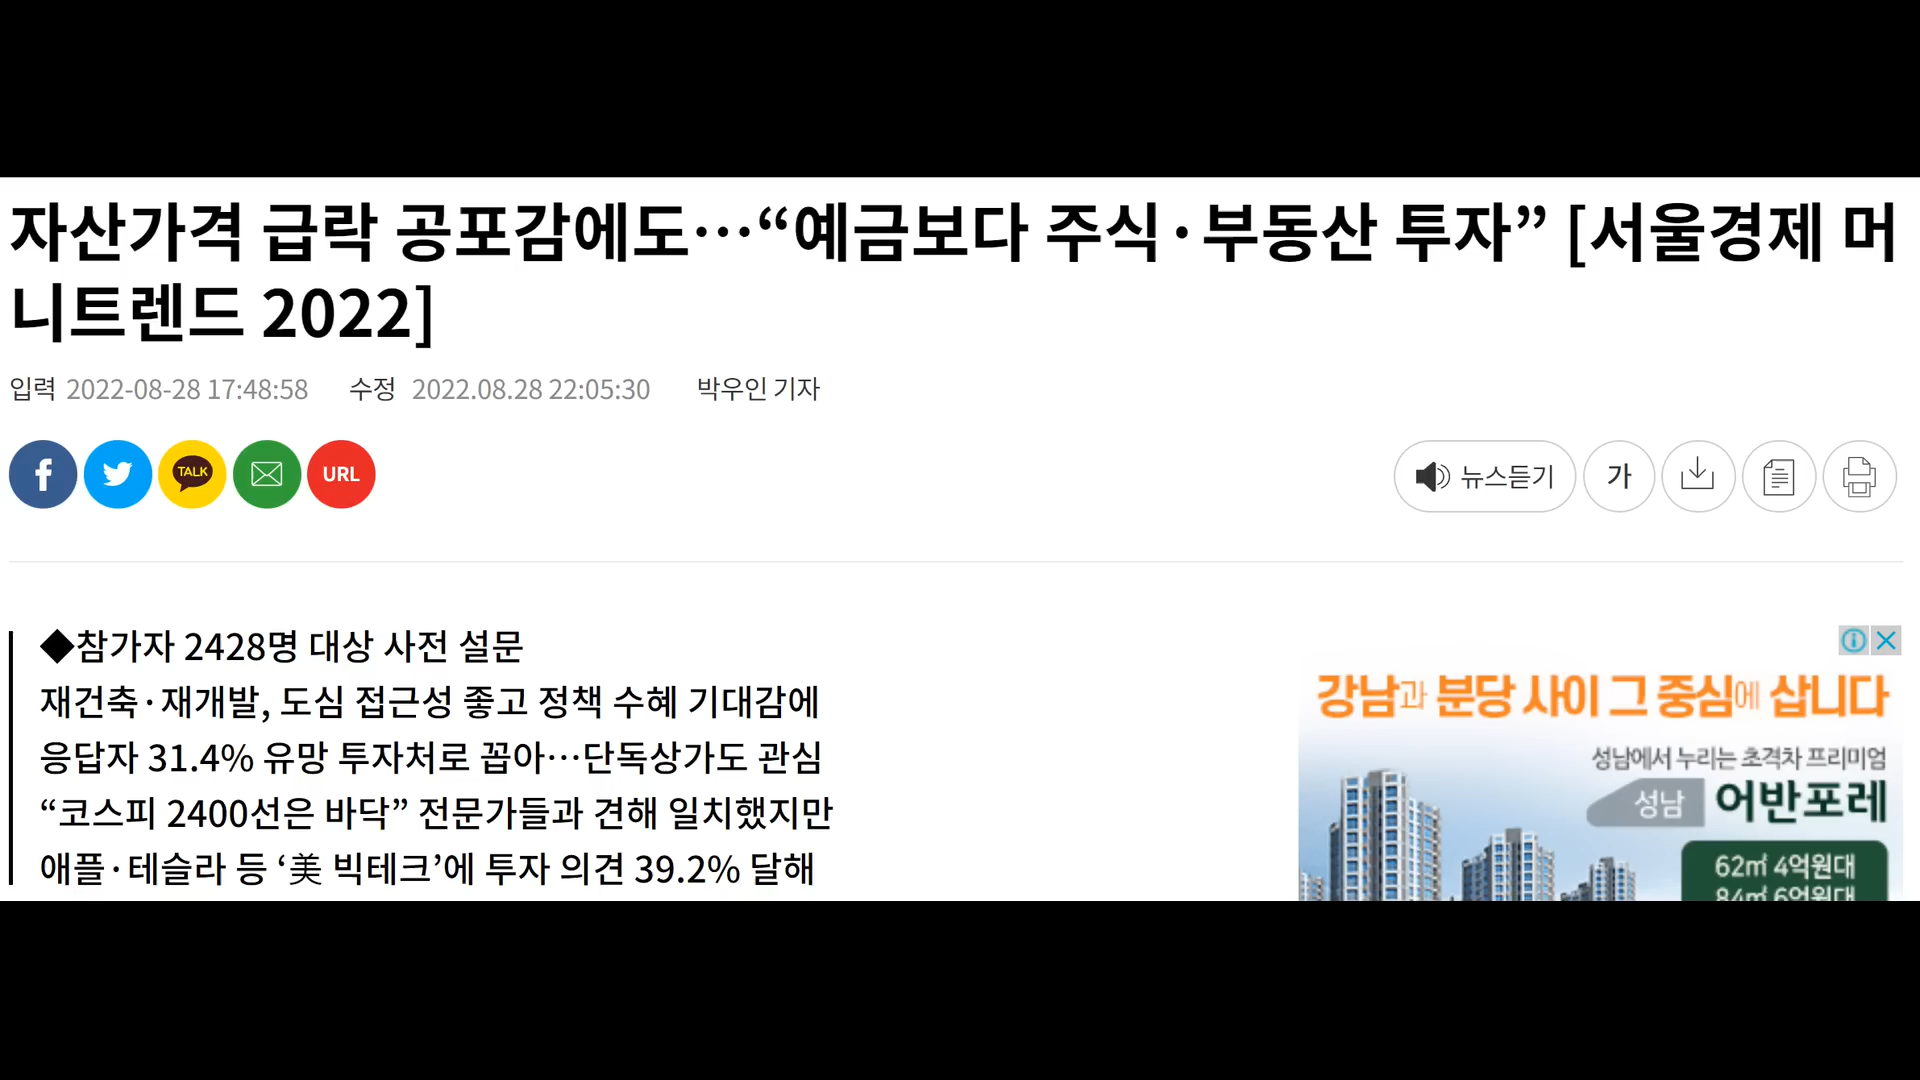 자산가격 급락 공포감에도…“예금보다 주식·부동산 투자” [서울경제 머
니트렌드 2022]
입력 2022-08-28 17:48:58 수정 2022.08.28 22:05:30 박우인 기자
TALK URL 뉴스듣기 가
◆참가자 2428명 대상 사전 설문
재건축·재개발, 도심 접근성 좋고 정책 수혜 기대감에
응답자 31.4% 유망 투자처로 꼽아…단독상가도 관심
“코스피 2400선은 바닥” 전문가들과 견해 일치했지만
애플·테슬라 등 ‘美 빅테크’에 투자 의견 39.2% 달해
강남과 분당 사이 그 중심에 삽니다
성남에서 누리는 초격차 프리미엄
성남 어반포레
62㎡ 4억원대
84㎡ 6억원대